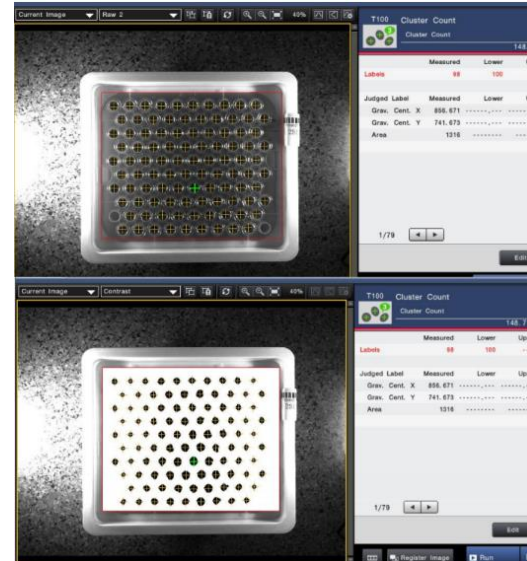 Current Image
Raw 2
40%
T100 Cluster Count
Cluster Count
148.
Measured Lower
Labels 98 100
Judged Label Measured Lower
Grav. Cent. X 856.671 ------.---
Grav. Cent. Y 741.673 ------.---
Area 1316 --------
1/79
Edit
Current Image
Contrast
40%
T100 Cluster Count
Cluster Count
148.7
Measured Lower Up
Labels 100
Judged Label Measured Lower Up
Grav. Cent. X 856.671 ------.---
Grav. Cent. Y 741.673 ------.---
Area 1316 --------
1/79
Edit
Register Image
Run